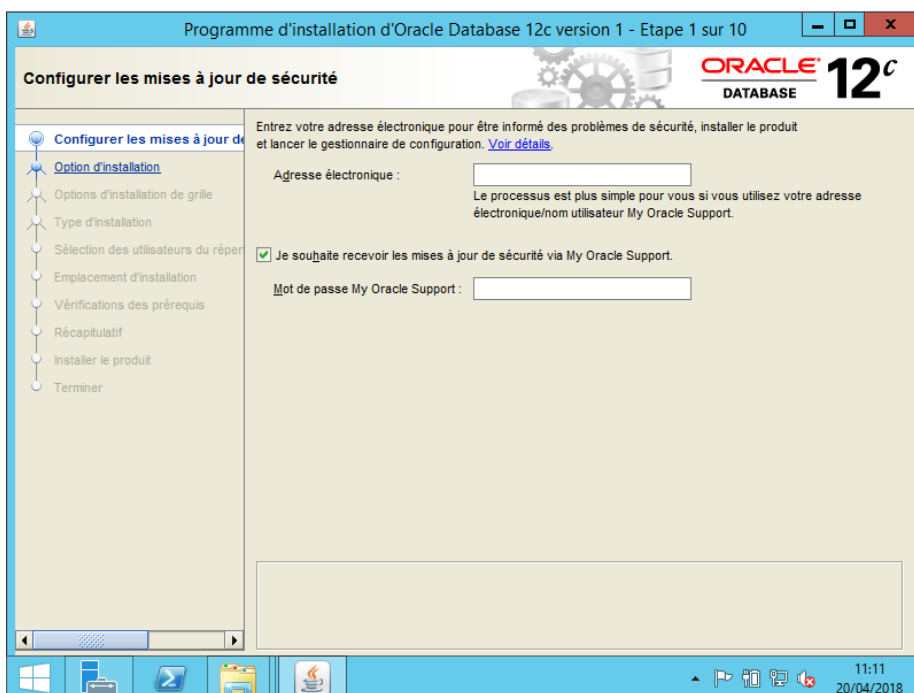 Programme d'installation d'Oracle Database 12c version 1 - Etape 1 sur 10
Configurer les mises à jour de sécurité
ORACLE
DATABASE
12c
Configurer les mises à jour de
Option d'installation
Options d'installation de grille
Type d'installation
Sélection des utilisateurs du réper
Emplacement d'installation
Vérifications des prérequis
Récapitulatif
Installer le produit
Terminer
Entrez votre adresse électronique pour être informé des problèmes de sécurité, installer le produit
et lancer le gestionnaire de configuration. Voir détails.
Adresse électronique :
Le processus est plus simple pour vous si vous utilisez votre adresse
électronique/nom utilisateur My Oracle Support.
Je souhaite recevoir les mises à jour de sécurité via My Oracle Support.
Mot de passe My Oracle Support :
11:11
20/04/2018